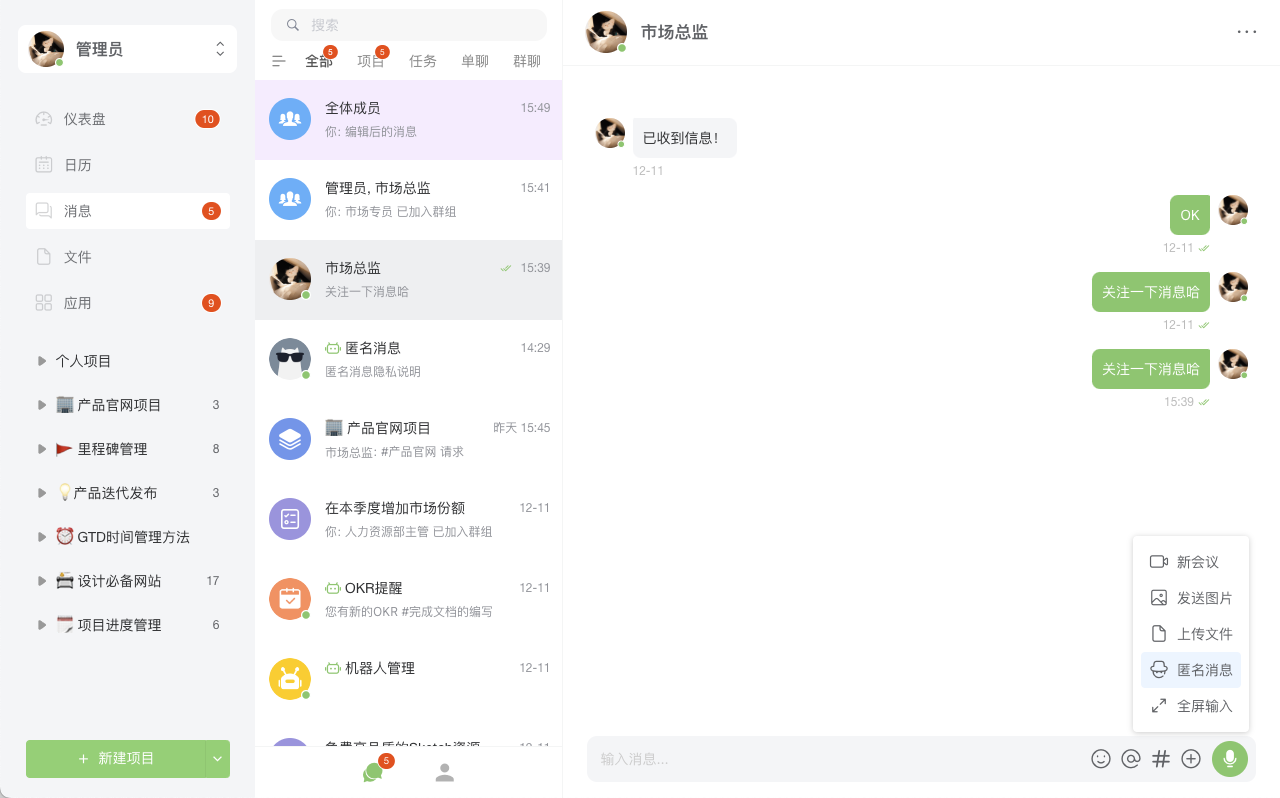 管理员
仪表盘 10
日历
消息 5
文件
应用 9
个人项目
产品官网项目 3
里程碑管理 8
产品迭代发布 3
GTD时间管理方法
设计必备网站 17
项目进度管理 6
+ 新建项目
搜索
全部 5 项目 5 任务 单聊 群聊
全体成员 15:49
你: 编辑后的消息
管理员, 市场总监 15:41
你: 市场专员 已加入群组
市场总监 15:39
关注一下消息哈
匿名消息 14:29
匿名消息隐私说明
产品官网项目 昨天 15:45
市场总监: #产品官网 请求
在本季度增加市场份额 12-11
你: 人力资源部主管 已加入群组
OKR提醒 12-11
您有新的OKR #完成文档的编写
机器人管理 12-11
免费高品质的Sketch资源 12-11
5
市场总监
已收到信息！
12-11
OK
12-11
关注一下消息哈
12-11
关注一下消息哈
15:39
新会议
发送图片
上传文件
匿名消息
全屏输入
输入消息...